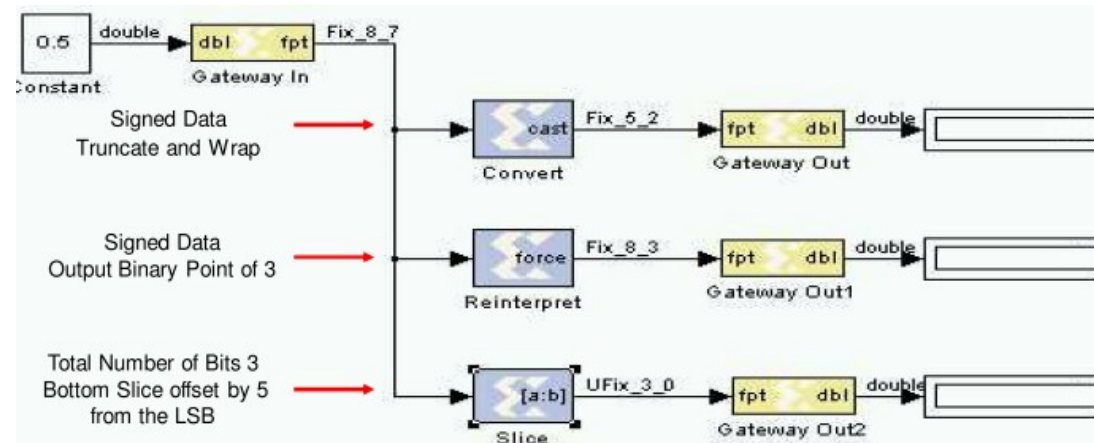 0.5
double
dbl fpt
Fix_8_7
Constant
Gateway In
Signed Data
Truncate and Wrap
cast
Fix_5_2
fpt dbl
double
Convert
Gateway Out
Signed Data
Output Binary Point of 3
force
Fix_8_3
fpt dbl
double
Reinterpret
Gateway Out1
Total Number of Bits 3
Bottom Slice offset by 5
from the LSB
[a:b]
UFix_3_0
fpt dbl
double
Slice
Gateway Out2